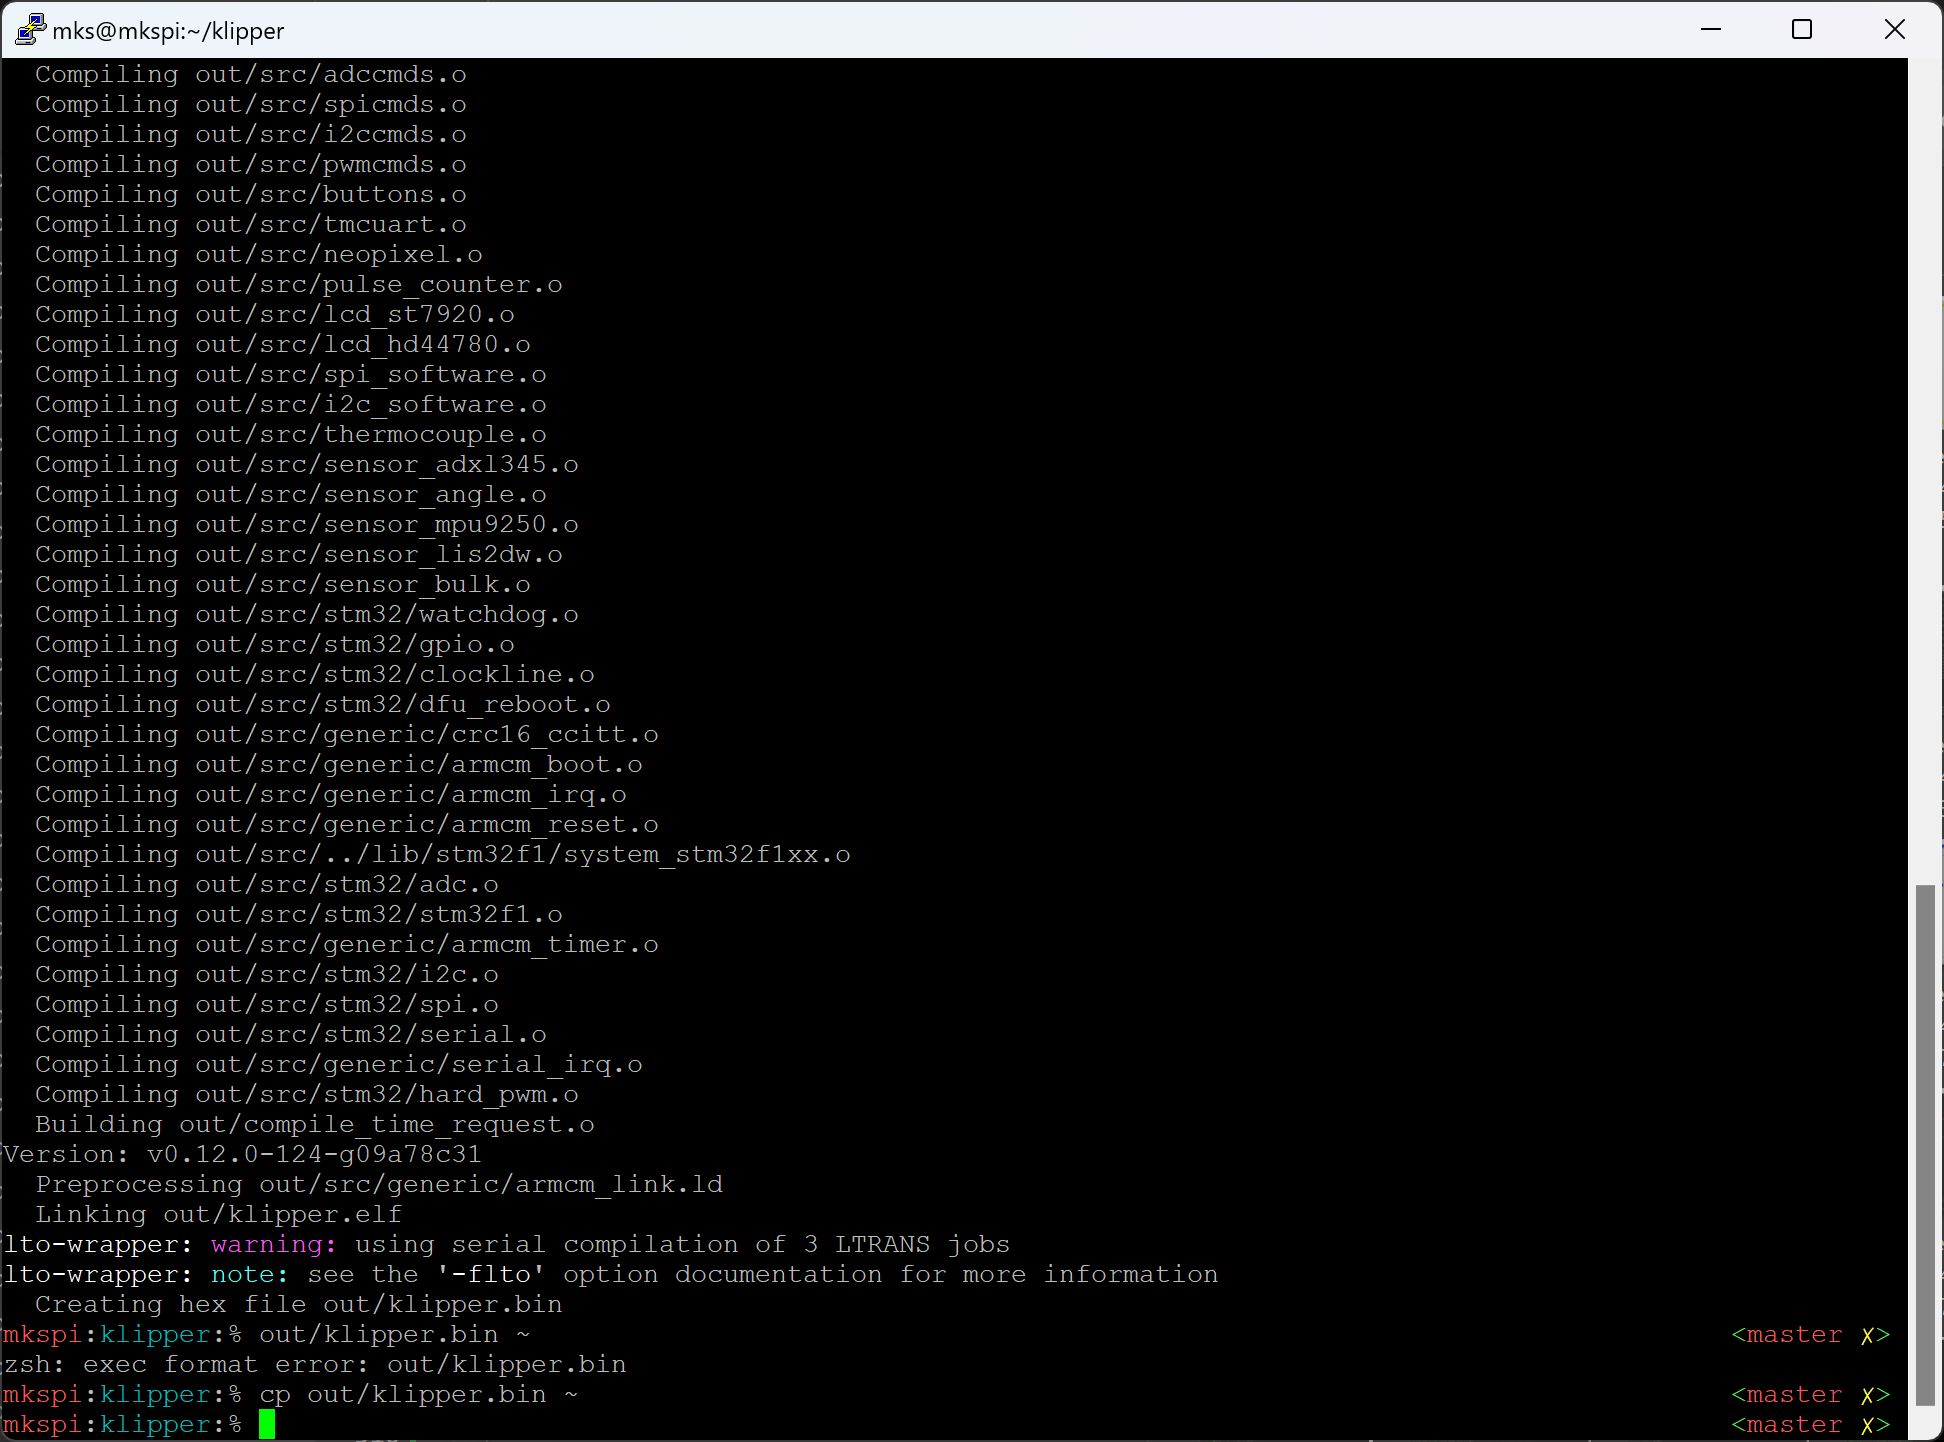 mks@mkspi:~/klipper
Compiling out/src/adccmds.o
Compiling out/src/spicmds.o
Compiling out/src/i2ccmds.o
Compiling out/src/pwmcmds.o
Compiling out/src/buttons.o
Compiling out/src/tmcuart.o
Compiling out/src/neopixel.o
Compiling out/src/pulse_counter.o
Compiling out/src/lcd_st7920.o
Compiling out/src/lcd_hd44780.o
Compiling out/src/spi_software.o
Compiling out/src/i2c_software.o
Compiling out/src/thermocouple.o
Compiling out/src/sensor_adxl345.o
Compiling out/src/sensor_angle.o
Compiling out/src/sensor_mpu9250.o
Compiling out/src/sensor_lis2dw.o
Compiling out/src/sensor_bulk.o
Compiling out/src/stm32/watchdog.o
Compiling out/src/stm32/gpio.o
Compiling out/src/stm32/clockline.o
Compiling out/src/stm32/dfu_reboot.o
Compiling out/src/generic/crc16_ccitt.o
Compiling out/src/generic/armcm_boot.o
Compiling out/src/generic/armcm_irq.o
Compiling out/src/generic/armcm_reset.o
Compiling out/src/../lib/stm32f1/system_stm32f1xx.o
Compiling out/src/stm32/adc.o
Compiling out/src/stm32/stm32f1.o
Compiling out/src/generic/armcm_timer.o
Compiling out/src/stm32/i2c.o
Compiling out/src/stm32/spi.o
Compiling out/src/stm32/serial.o
Compiling out/src/generic/serial_irq.o
Compiling out/src/stm32/hard_pwm.o
Building out/compile_time_request.o
Version: v0.12.0-124-g09a78c31
Preprocessing out/src/generic/armcm_link.ld
Linking out/klipper.elf
lto-wrapper: warning: using serial compilation of 3 LTRANS jobs
lto-wrapper: note: see the '-flto' option documentation for more information
Creating hex file out/klipper.bin
mkspi:klipper:% out/klipper.bin ~ <master ✗>
zsh: exec format error: out/klipper.bin
mkspi:klipper:% cp out/klipper.bin ~ <master ✗>
mkspi:klipper:% <master ✗>